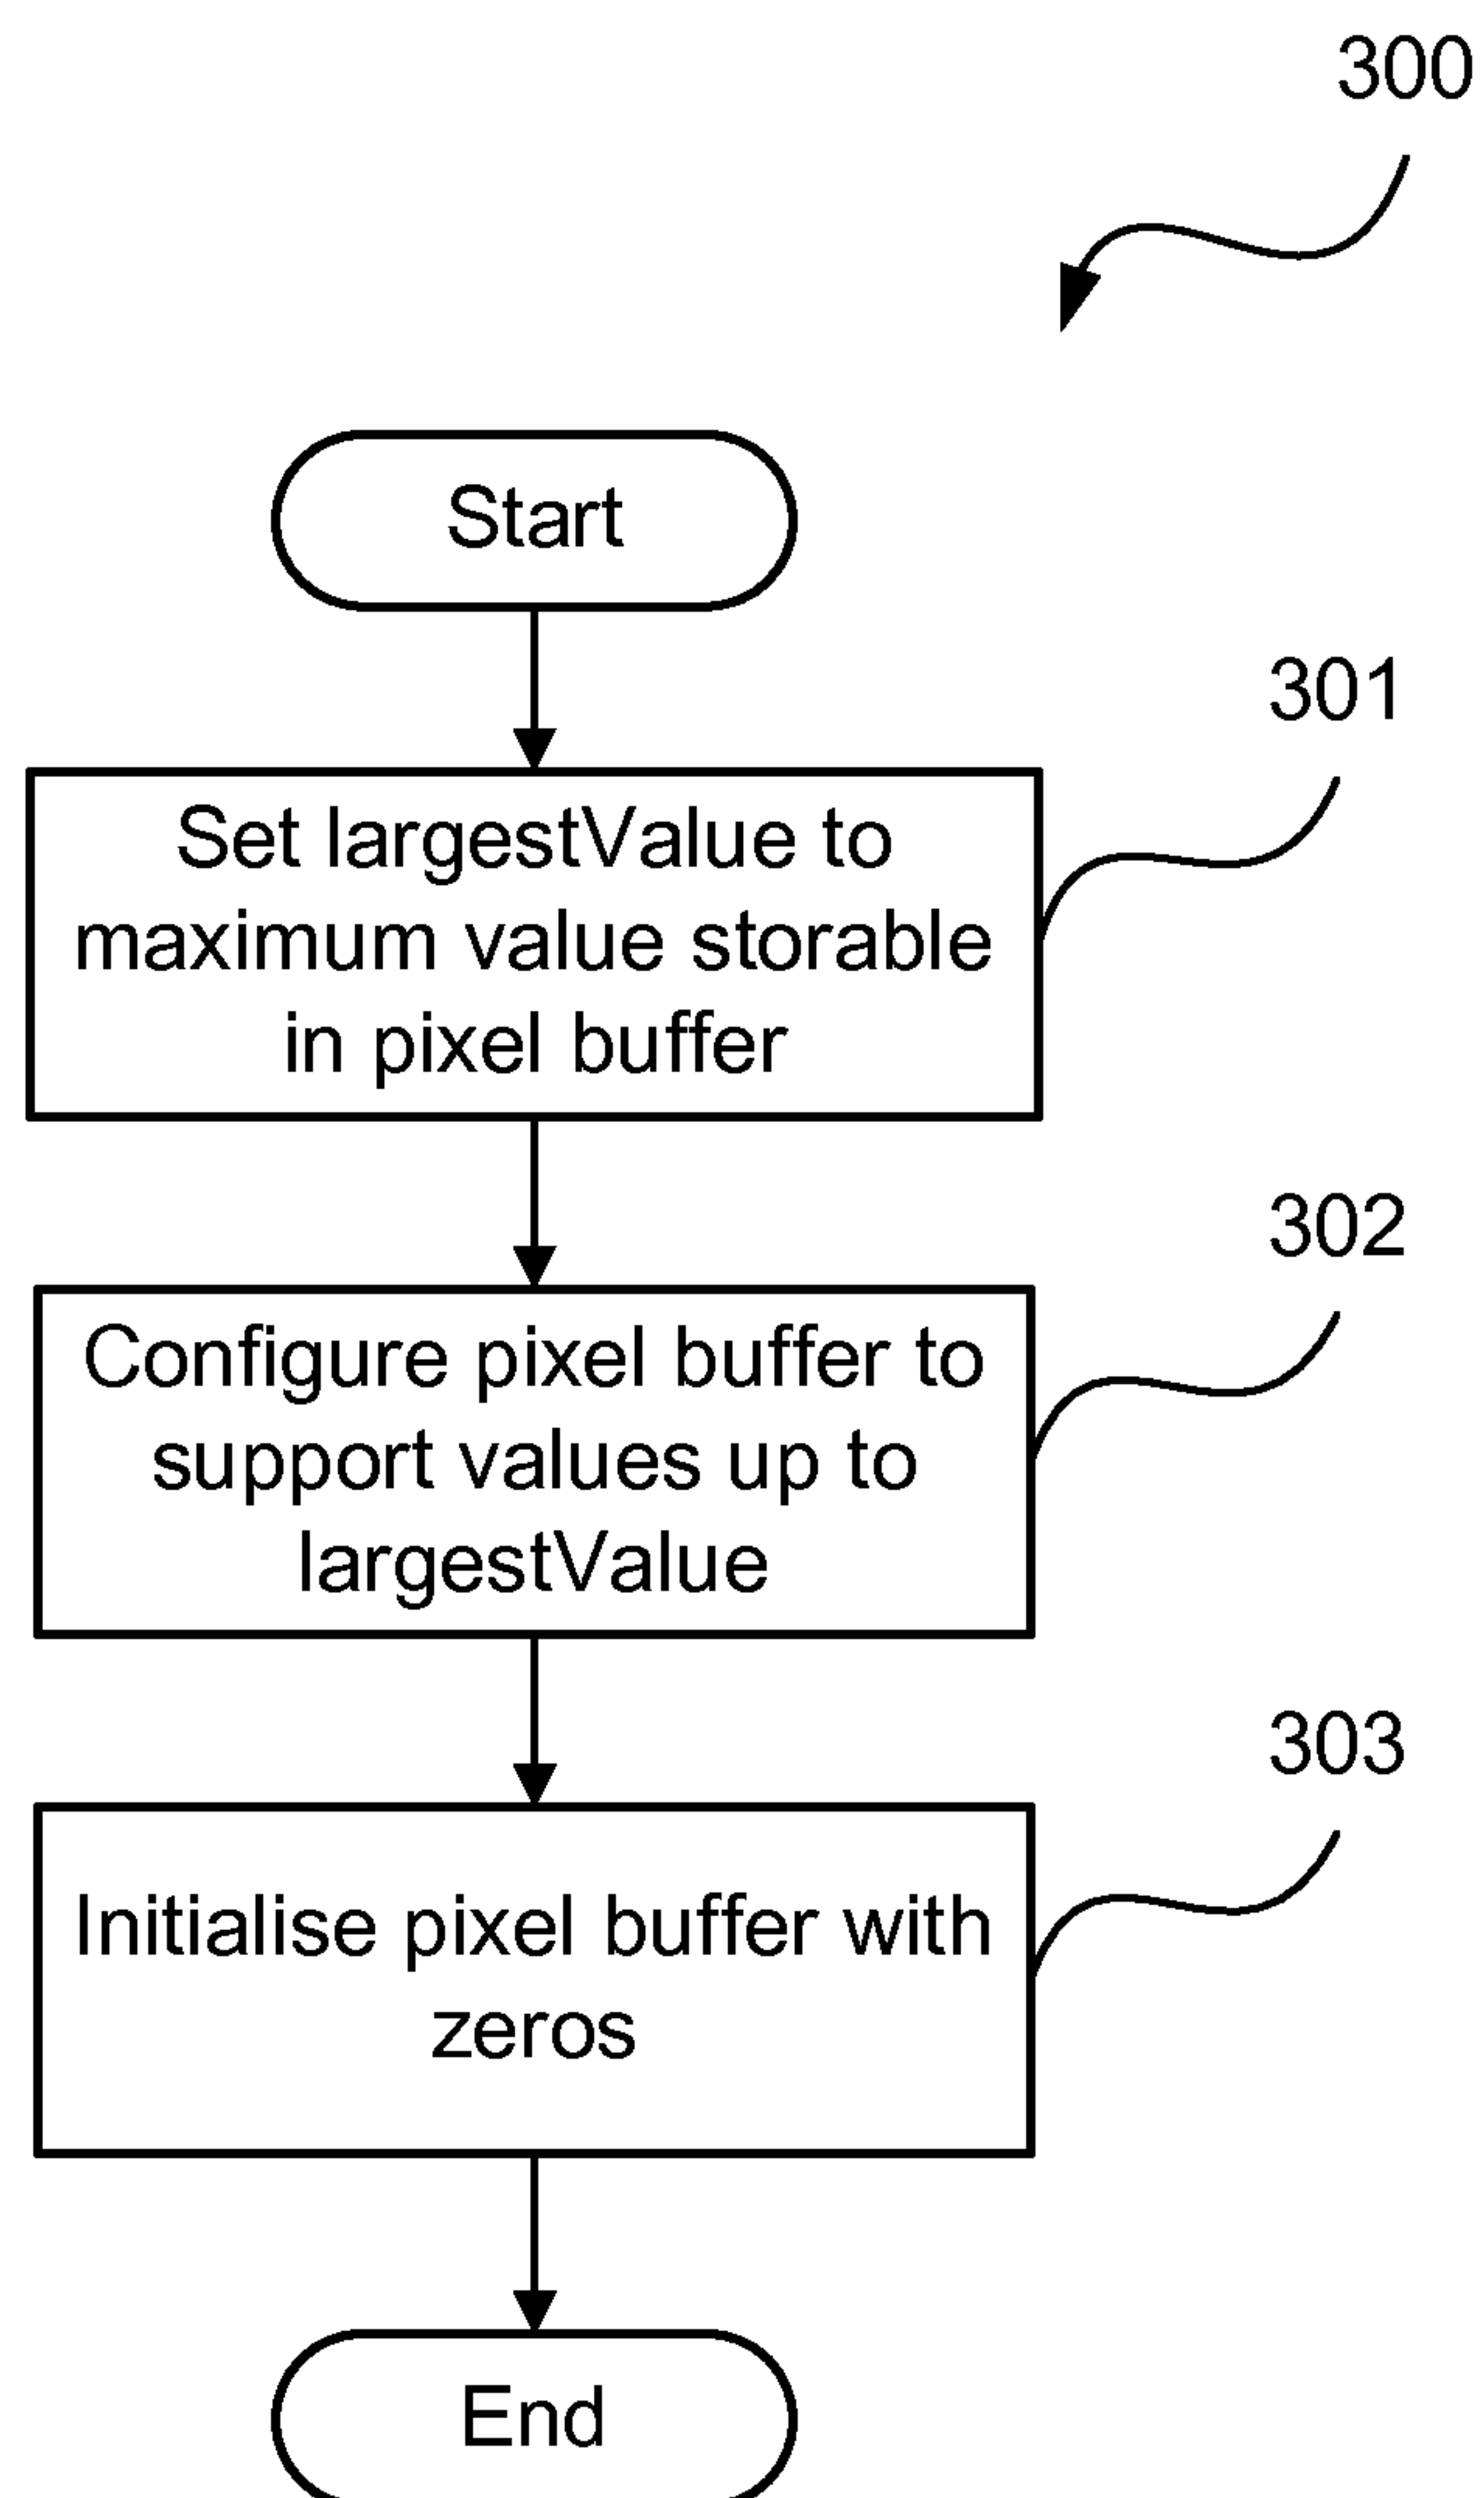 300
Start
301
Set largestValue to
maximum value storable
in pixel buffer
302
Configure pixel buffer to
support values up to
largestValue
303
Initialise pixel buffer with
zeros
End